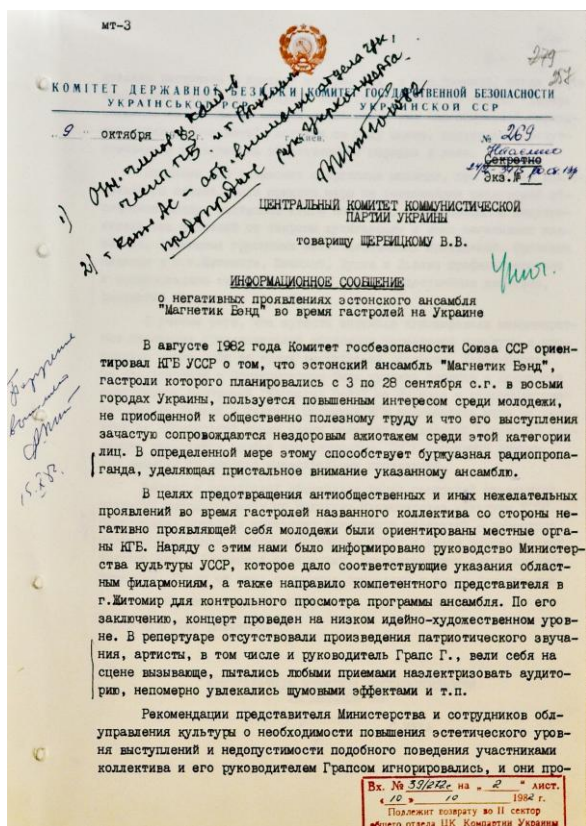 МТ-3
279
257
КОМІТЕТ ДЕРЖАВНОЇ БЕЗПЕКИ
УКРАЇНСЬКОЇ РСР
КОМИТЕТ ГОСУДАРСТВЕННОЙ БЕЗОПАСНОСТИ
УКРАИНСКОЙ ССР
"9" октября 1982г.
г. Киев.
№ 269
Секретно
Экз.№ 1
ЦЕНТРАЛЬНЫЙ КОМИТЕТ КОММУНИСТИЧЕСКОЙ
ПАРТИИ УКРАИНЫ
товарищу ЩЕРБИЦКОМУ В.В.
ИНФОРМАЦИОННОЕ СООБЩЕНИЕ
о негативных проявлениях эстонского ансамбля
"Магнетик Бэнд" во время гастролей на Украине
В августе 1982 года Комитет госбезопасности Союза ССР ориен-
тировал КГБ УССР о том, что эстонский ансамбль "Магнетик Бэнд",
гастроли которого планировались с 3 по 28 сентября с.г. в восьми
городах Украины, пользуется повышенным интересом среди молодежи,
не приобщенной к общественно полезному труду и что его выступления
зачастую сопровождаются нездоровым ажиотажем среди этой категории
лиц. В определенной мере этому способствует буржуазная радиопропа-
ганда, уделяющая пристальное внимание указанному ансамблю.
В целях предотвращения антиобщественных и иных нежелательных
проявлений во время гастролей названного коллектива со стороны не-
гативно проявляющей себя молодежи были ориентированы местные орга-
ны КГБ. Наряду с этим нами было информировано руководство Министер-
ства культуры УССР, которое дало соответствующие указания област-
ным филармониям, а также направило компетентного представителя в
г.Житомир для контрольного просмотра программы ансамбля. По его
заключению, концерт проведен на низком идейно-художественном уров-
не. В репертуаре отсутствовали произведения патриотического звуча-
ния, артисты, в том числе и руководитель Грапс Г., вели себя на
сцене вызывающе, пытались любыми приемами наэлектризовать аудито-
рию, непомерно увлекались шумовыми эффектами и т.п.
Рекомендации представителя Министерства и сотрудников обл-
управления культуры о необходимости повышения эстетического уров-
ня выступлений и недопустимости подобного поведения участниками
коллектива и его руководителем Грапсом игнорировались, и они про-
Вх. № 39/272с на "2" лист.
"10" 10 1982 г.
Подлежит возврату во II сектор
общего отдела ЦК Компартии Украины